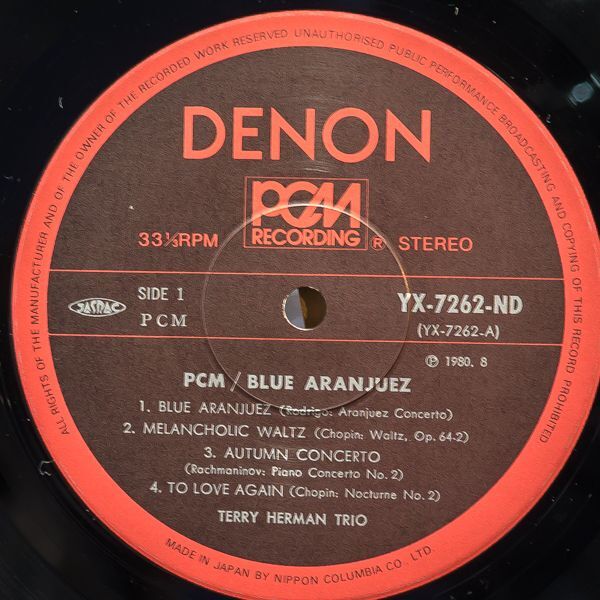 ALL RIGHTS OF THE MANUFACTURER AND OF THE OWNER OF THE RECORDED WORK RESERVED UNAUTHORISED PUBLIC PERFORMANCE BROADCASTING AND COPYING OF THIS RECORD PROHIBITED
DENON
PCM
RECORDING ®
33⅓RPM
STEREO
JASRAC
SIDE 1
PCM
YX-7262-ND
(YX-7262-A)
℗ 1980. 8
PCM / BLUE ARANJUEZ
1. BLUE ARANJUEZ (Rodrigo: Aranjuez Concerto)
2. MELANCHOLIC WALTZ (Chopin: Waltz, Op. 64-2)
3. AUTUMN CONCERTO
(Rachmaninov: Piano Concerto No. 2)
4. TO LOVE AGAIN (Chopin: Nocturne No. 2)
TERRY HERMAN TRIO
MADE IN JAPAN BY NIPPON COLUMBIA CO. LTD.